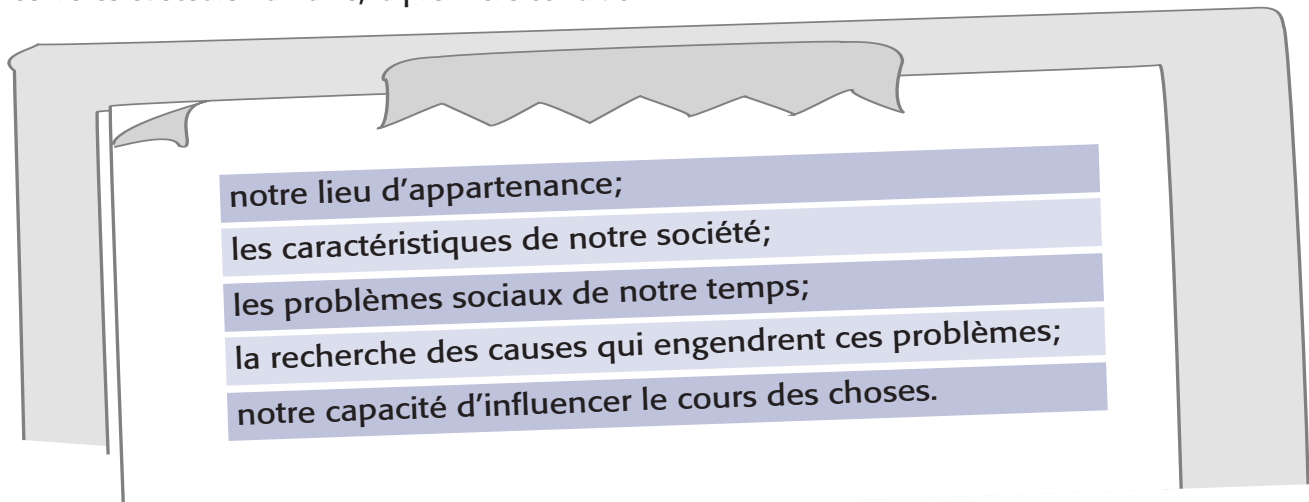 notre lieu d'appartenance;
les caractéristiques de notre société;
les problèmes sociaux de notre temps;
la recherche des causes qui engendrent ces problèmes;
notre capacité d'influencer le cours des choses.